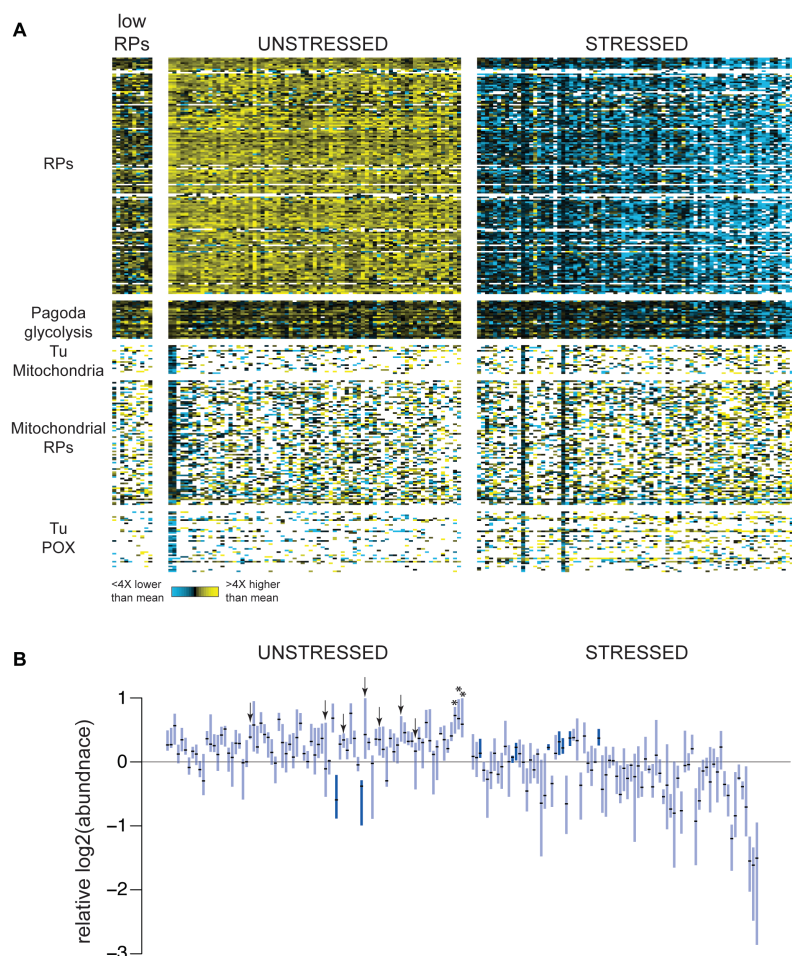 A
low
RPs
UNSTRESSED
STRESSED
RPs
Pagoda
glycolysis
Tu
Mitochondria
Mitochondrial
RPs
Tu
POX
<4X lower
than mean
>4X higher
than mean
B
UNSTRESSED
STRESSED
relative log2(abundnace)
1
0
−1
−2
−3
*
*
*